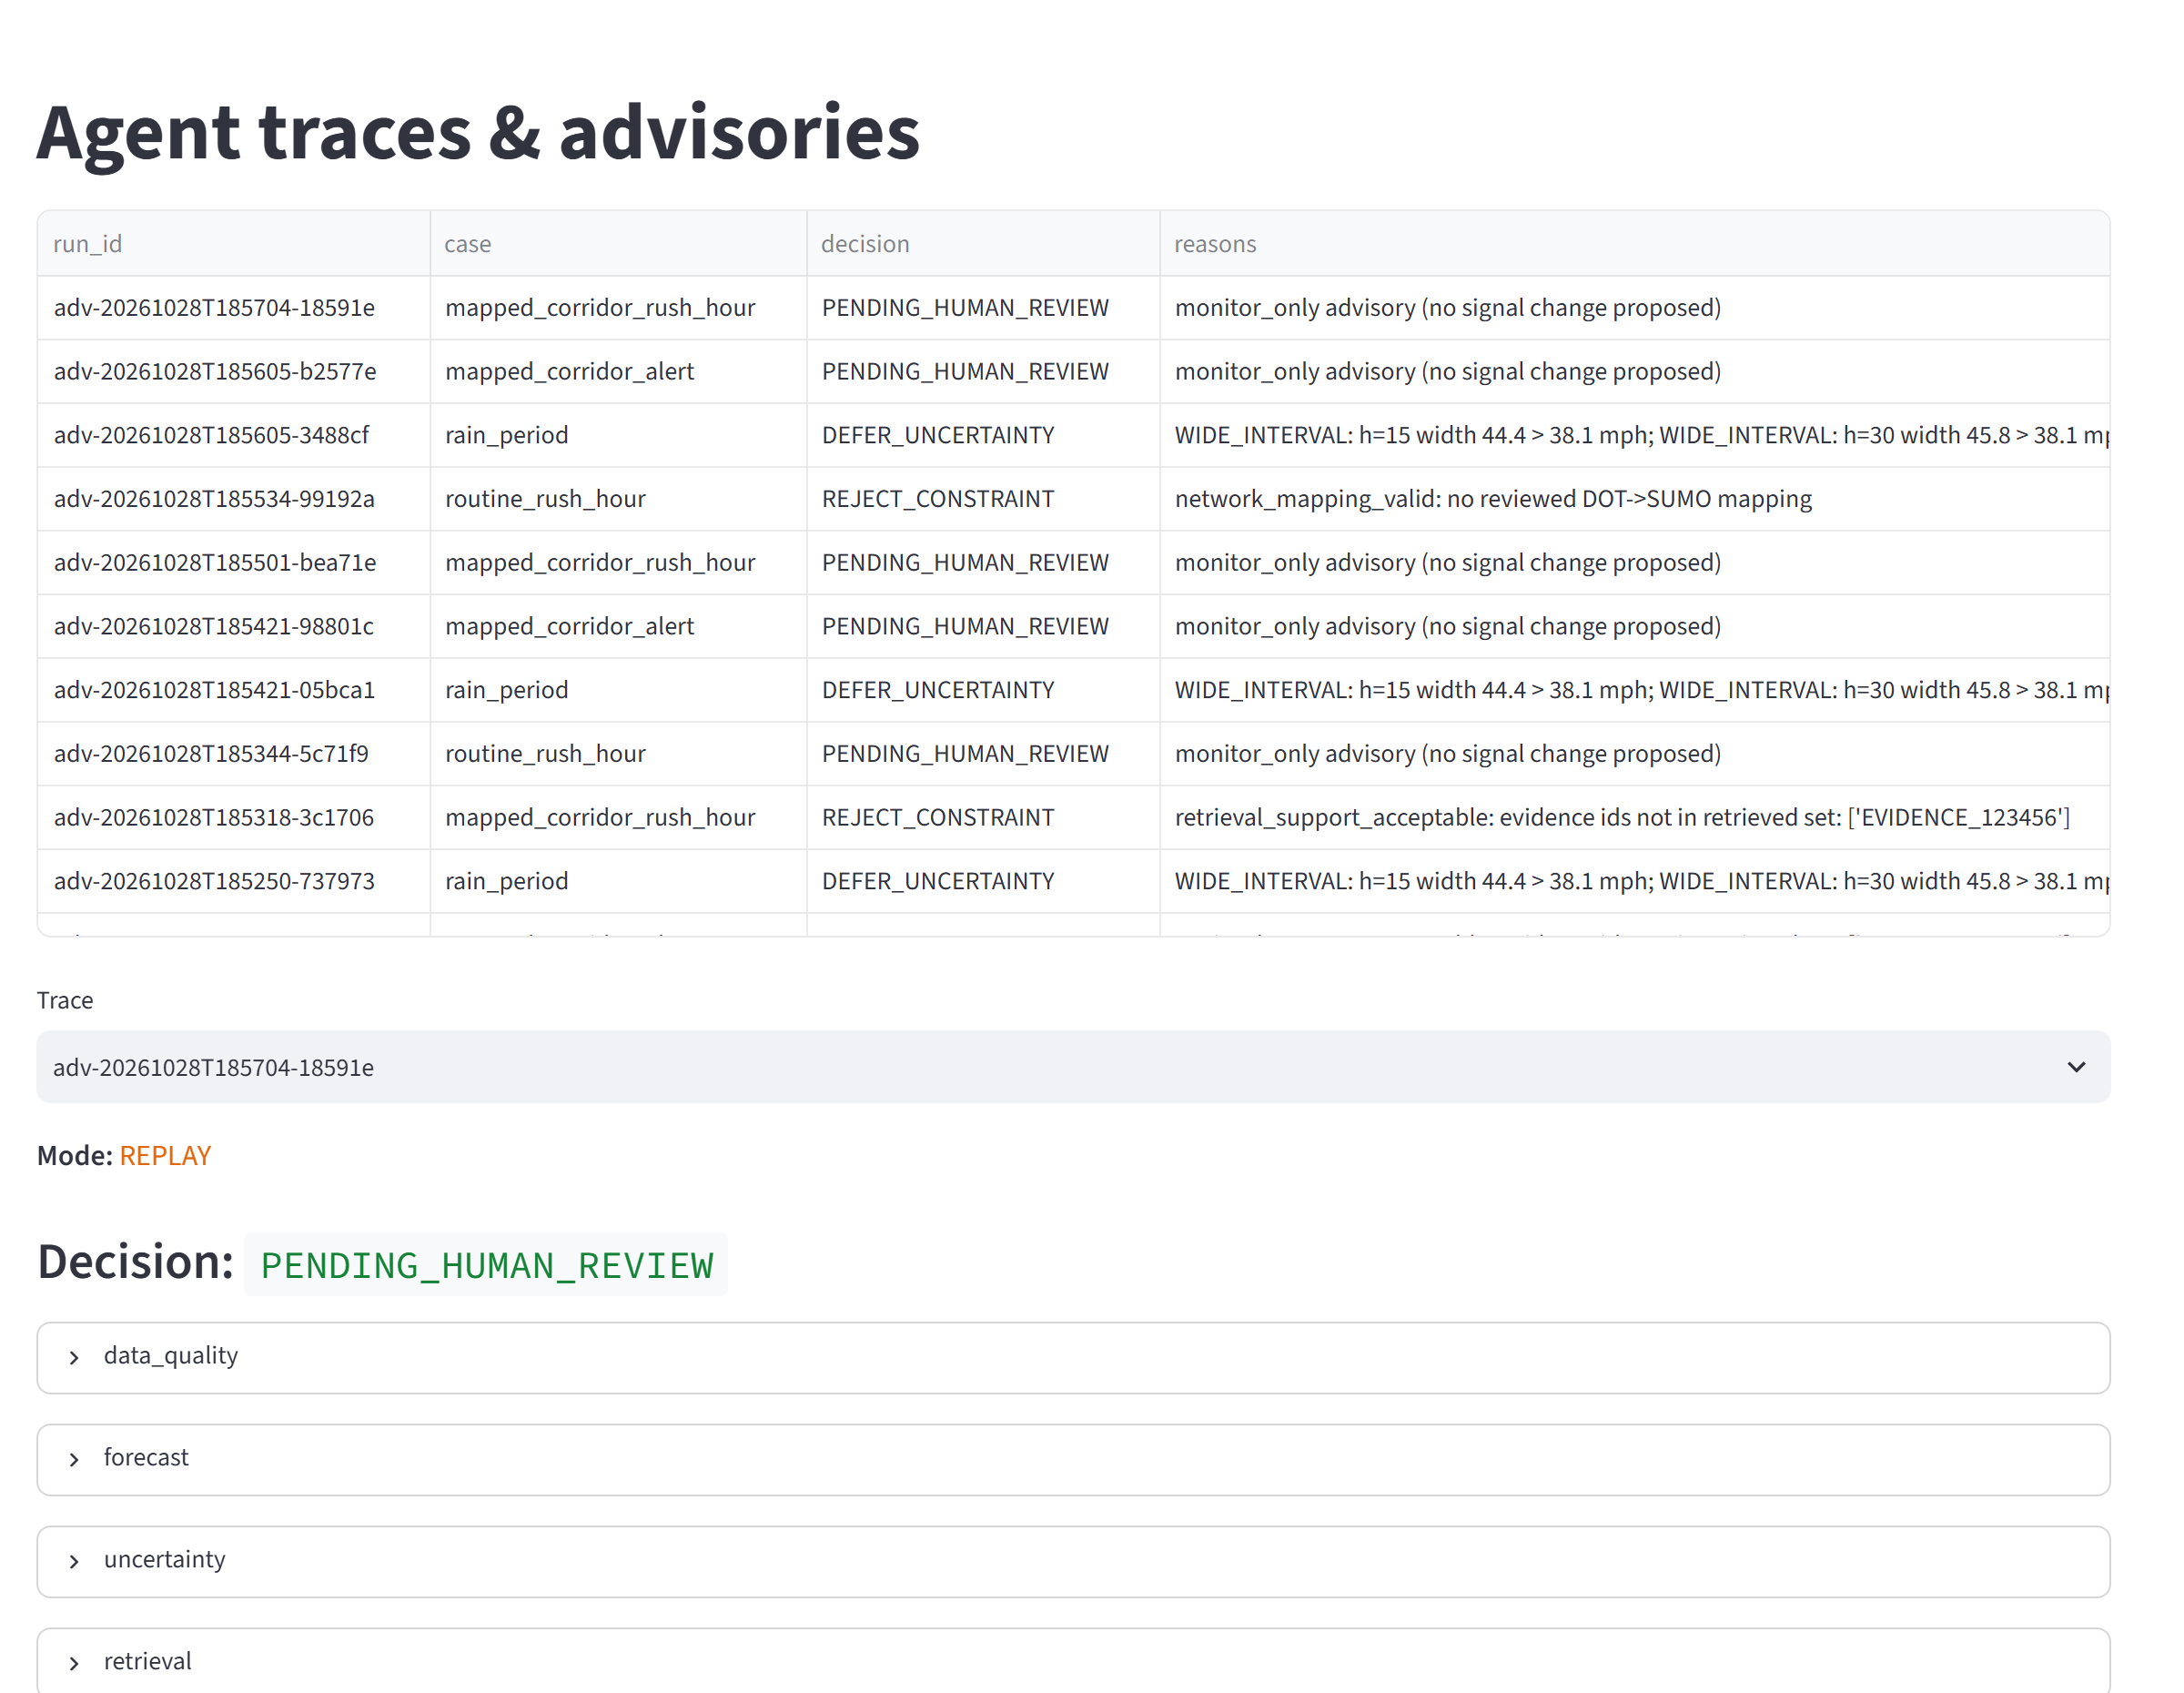 Agent traces & advisories
run_id case decision reasons
adv-20261028T185704-18591e mapped_corridor_rush_hour PENDING_HUMAN_REVIEW monitor_only advisory (no signal change proposed)
adv-20261028T185605-b2577e mapped_corridor_alert PENDING_HUMAN_REVIEW monitor_only advisory (no signal change proposed)
adv-20261028T185605-3488cf rain_period DEFER_UNCERTAINTY WIDE_INTERVAL: h=15 width 44.4 > 38.1 mph; WIDE_INTERVAL: h=30 width 45.8 > 38.1
adv-20261028T185534-99192a routine_rush_hour REJECT_CONSTRAINT network_mapping_valid: no reviewed DOT->SUMO mapping
adv-20261028T185501-bea71e mapped_corridor_rush_hour PENDING_HUMAN_REVIEW monitor_only advisory (no signal change proposed)
adv-20261028T185421-98801c mapped_corridor_alert PENDING_HUMAN_REVIEW monitor_only advisory (no signal change proposed)
adv-20261028T185421-05bca1 rain_period DEFER_UNCERTAINTY WIDE_INTERVAL: h=15 width 44.4 > 38.1 mph; WIDE_INTERVAL: h=30 width 45.8 > 38.1
adv-20261028T185344-5c71f9 routine_rush_hour PENDING_HUMAN_REVIEW monitor_only advisory (no signal change proposed)
adv-20261028T185318-3c1706 mapped_corridor_rush_hour REJECT_CONSTRAINT retrieval_support_acceptable: evidence ids not in retrieved set: ['EVIDENCE_123456']
adv-20261028T185250-737973 rain_period DEFER_UNCERTAINTY WIDE_INTERVAL: h=15 width 44.4 > 38.1 mph; WIDE_INTERVAL: h=30 width 45.8 > 38.1
Trace
adv-20261028T185704-18591e
Mode: REPLAY
Decision: PENDING_HUMAN_REVIEW
data_quality
forecast
uncertainty
retrieval